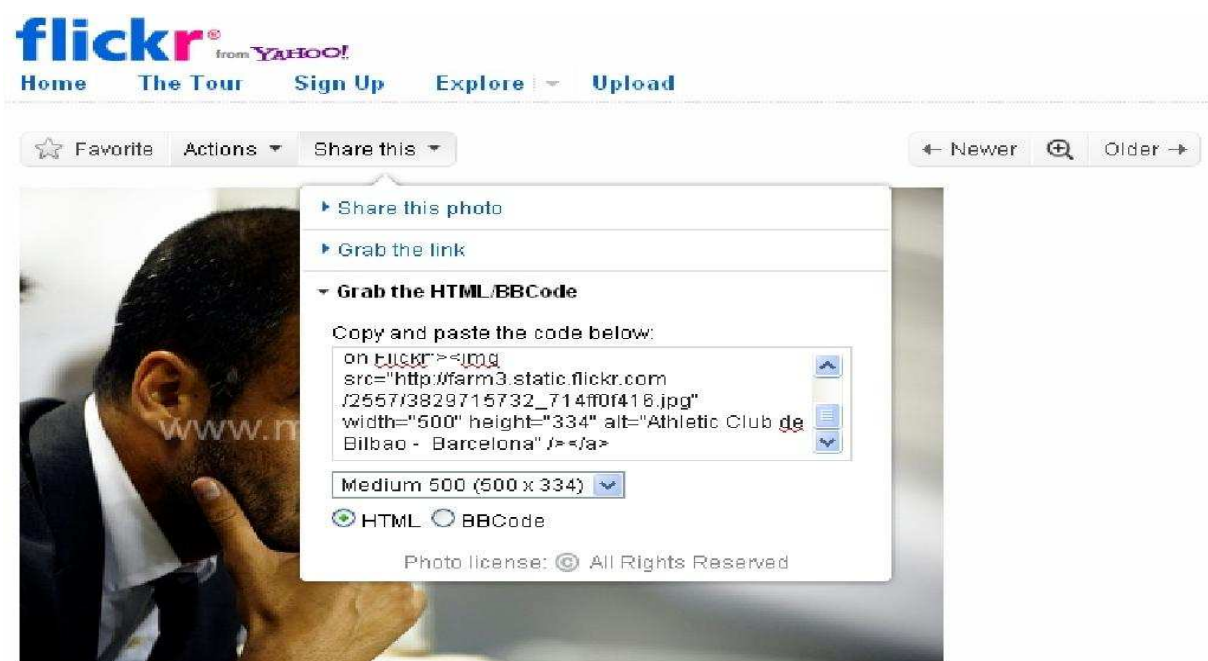 flickr® from YAHOO!
Home The Tour Sign Up Explore Upload
Favorite Actions Share this Newer Older
Share this photo
Grab the link
Grab the HTML/BBCode
Copy and paste the code below:
on Flickr"><img
src="http://farm3.static.flickr.com
/2557/3829715732_714ff0f416.jpg"
width="500" height="334" alt="Athletic Club de
Bilbao - Barcelona" /></a>
www.m
Medium 500 (500 x 334)
HTML BBCode
Photo license: © All Rights Reserved